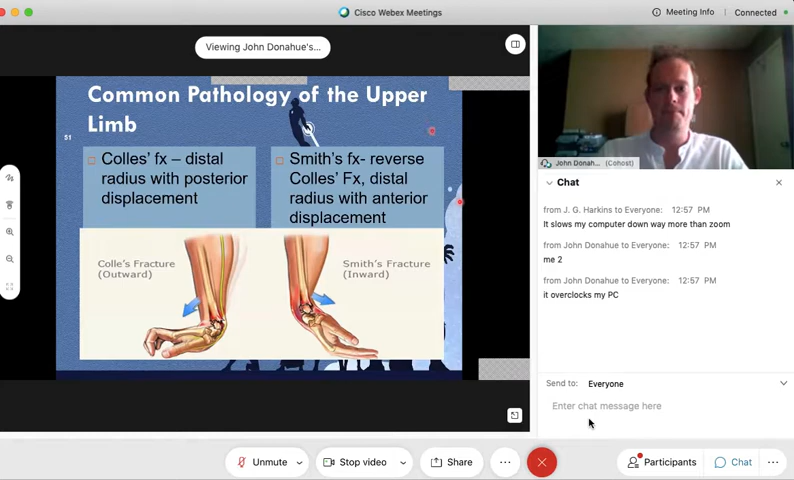 Cisco Webex Meetings
Meeting Info
Connected
Viewing John Donahue's...
Common Pathology of the Upper
Limb
51
Colles' fx – distal
radius with posterior
displacement
Smith's fx- reverse
Colles' Fx, distal
radius with anterior
displacement
Colle's Fracture
(Outward)
Smith's Fracture
(Inward)
John Donah... (Cohost)
Chat
from J. G. Harkins to Everyone: 12:57 PM
It slows my computer down way more than zoom
from John Donahue to Everyone: 12:57 PM
me 2
from John Donahue to Everyone: 12:57 PM
it overclocks my PC
Send to: Everyone
Enter chat message here
Unmute
Stop video
Share
Participants
Chat